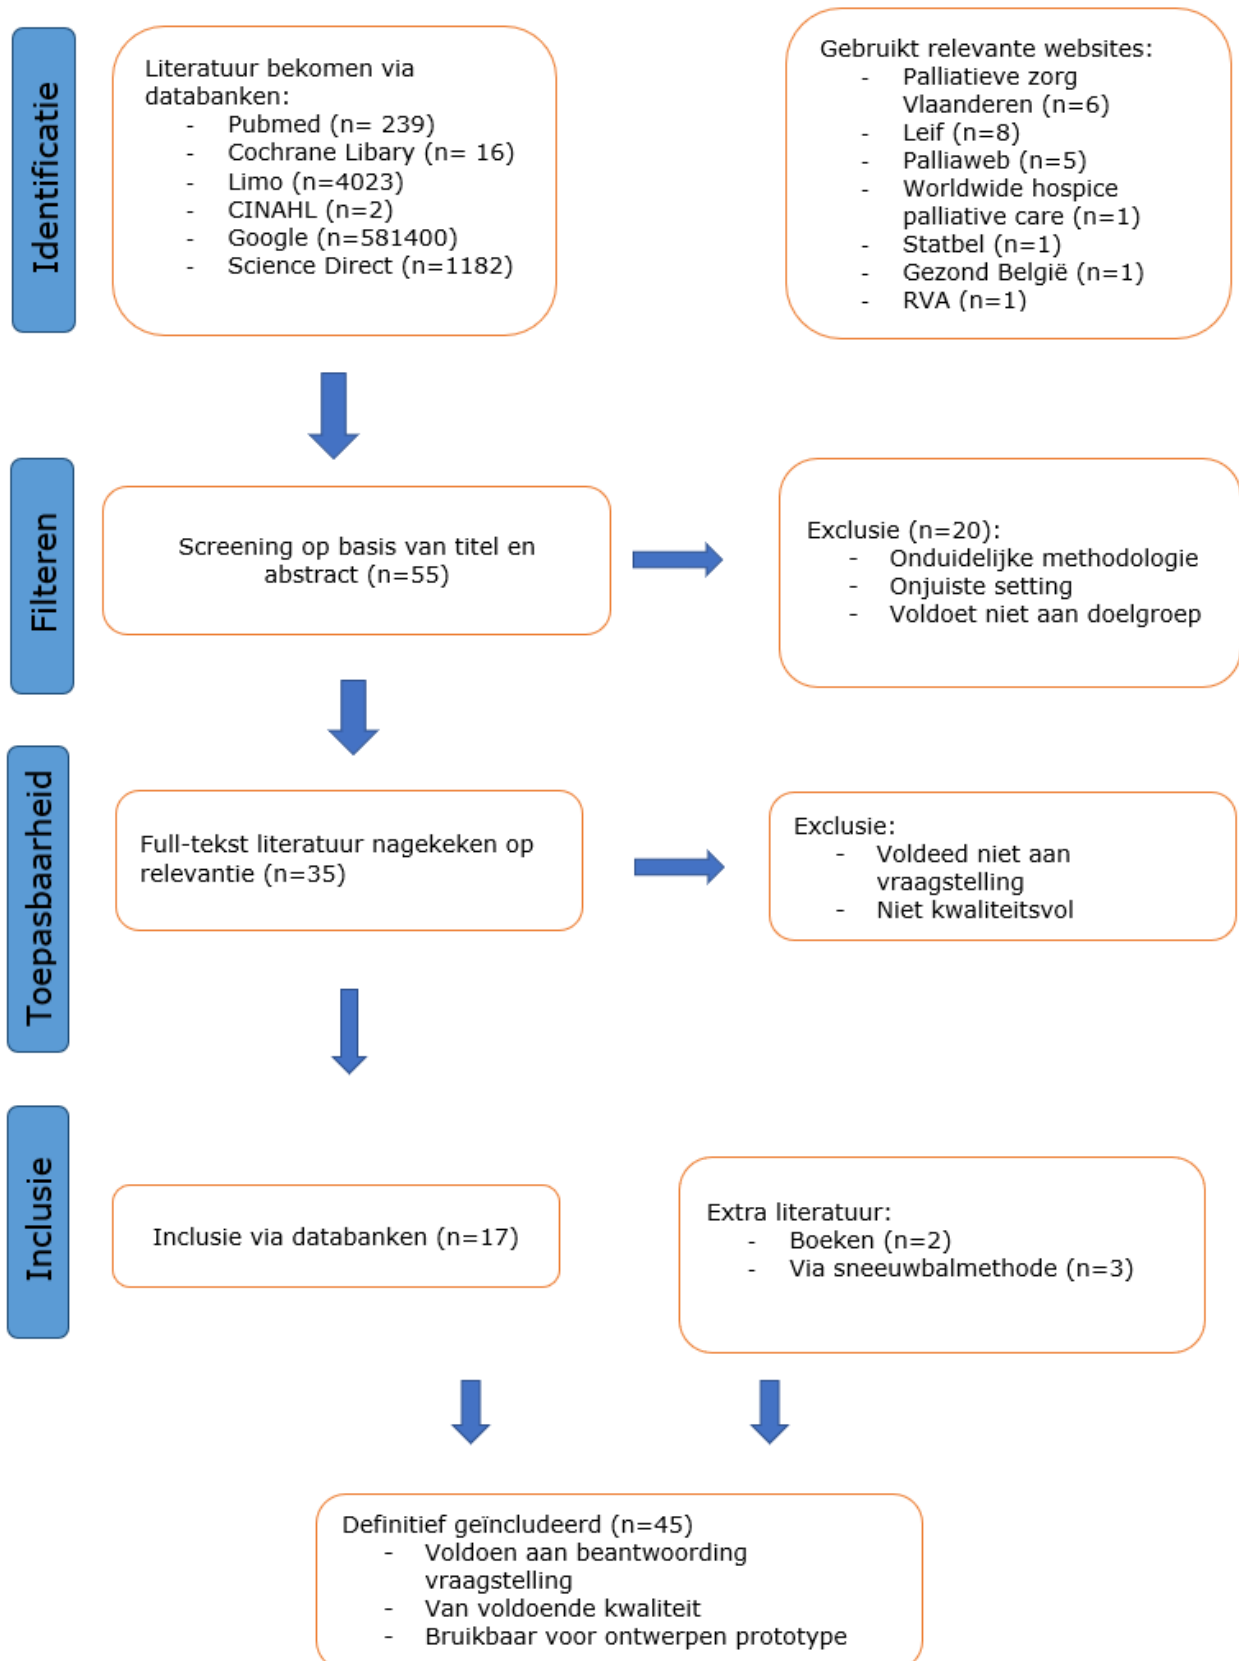 Identificatie
Literatuur bekomen via
databanken:
- Pubmed (n= 239)
- Cochrane Libary (n= 16)
- Limo (n=4023)
- CINAHL (n=2)
- Google (n=581400)
- Science Direct (n=1182)
Gebruikt relevante websites:
- Palliatieve zorg
Vlaanderen (n=6)
- Leif (n=8)
- Palliaweb (n=5)
- Worldwide hospice
palliative care (n=1)
- Statbel (n=1)
- Gezond België (n=1)
- RVA (n=1)
Filteren
Screening op basis van titel en
abstract (n=55)
Exclusie (n=20):
- Onduidelijke methodologie
- Onjuiste setting
- Voldoet niet aan doelgroep
Toepasbaarheid
Full-tekst literatuur nagekeken op
relevantie (n=35)
Exclusie:
- Voldeed niet aan
vraagstelling
- Niet kwaliteitsvol
Inclusie
Inclusie via databanken (n=17)
Extra literatuur:
- Boeken (n=2)
- Via sneeuwbalmethode (n=3)
Definitief geïncludeerd (n=45)
- Voldoen aan beantwoording
vraagstelling
- Van voldoende kwaliteit
- Bruikbaar voor ontwerpen prototype